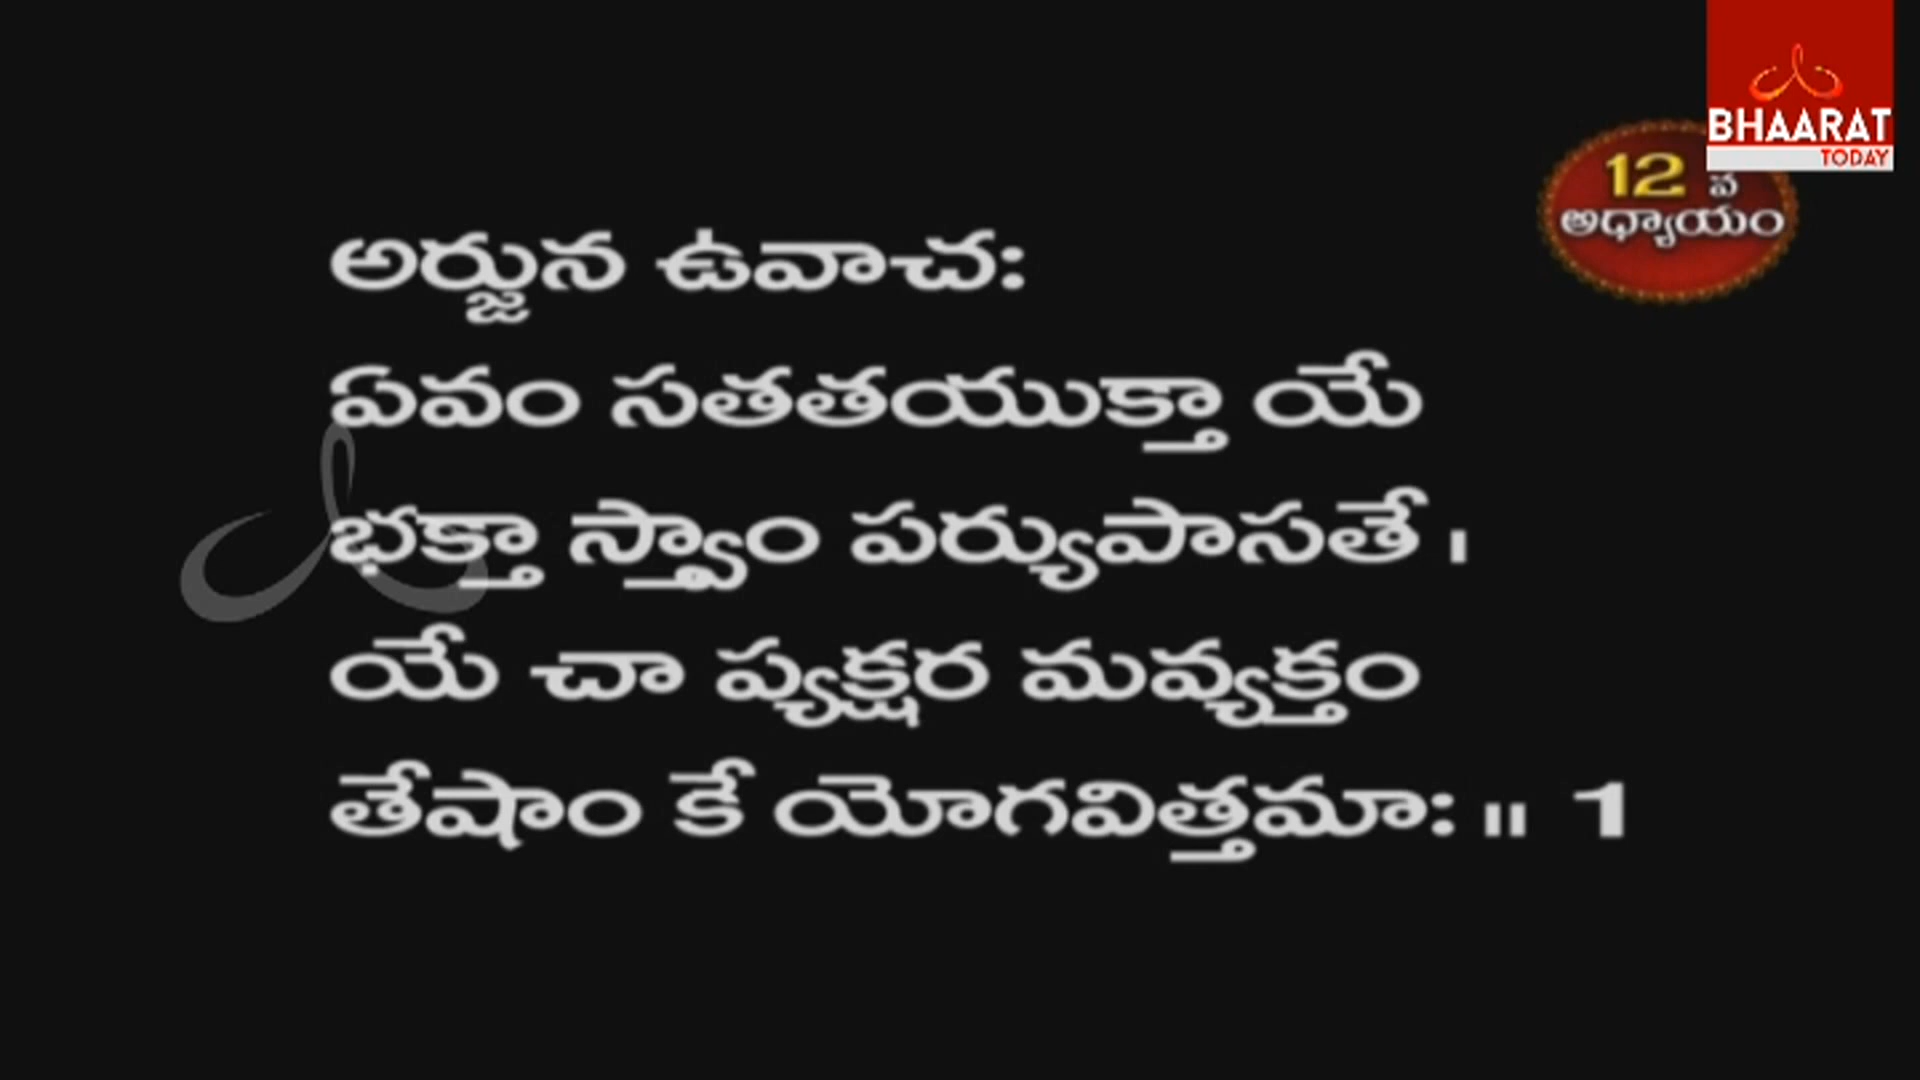 BHAARAT
TODAY
12 వ
అధ్యాయం
అర్జున ఉవాచ:
ఏవం సతతయుక్తా యే
భక్తా స్త్వాం పర్యుపాసతే ।
యే చా ప్యక్షర మవ్యక్తం
తేషాం కే యోగవిత్తమా: ॥ 1